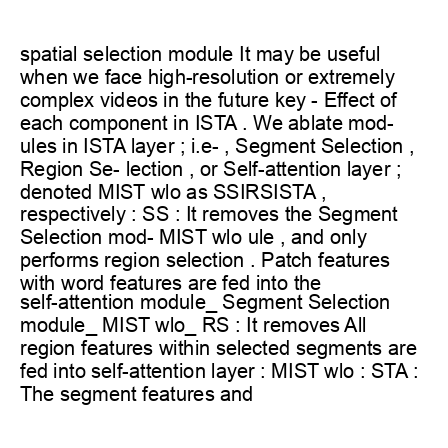 spatial selection module It may be useful
when we face high-resolution or extremely
complex videos in the future key - Effect of
each component in ISTA . We ablate mod-
ules in ISTA layer ; i.e- , Segment Selection ,
Region Se- lection , or Self-attention layer ;
denoted MIST wlo as SSIRSISTA ,
respectively : SS : It removes the Segment
Selection mod- MIST wlo ule , and only
performs region selection . Patch features
with word features are fed into the
self-attention module_ Segment Selection
module_ MIST wlo_ RS : It removes All
region features within selected segments are
fed into self-attention layer : MIST wlo : STA :
The segment features and